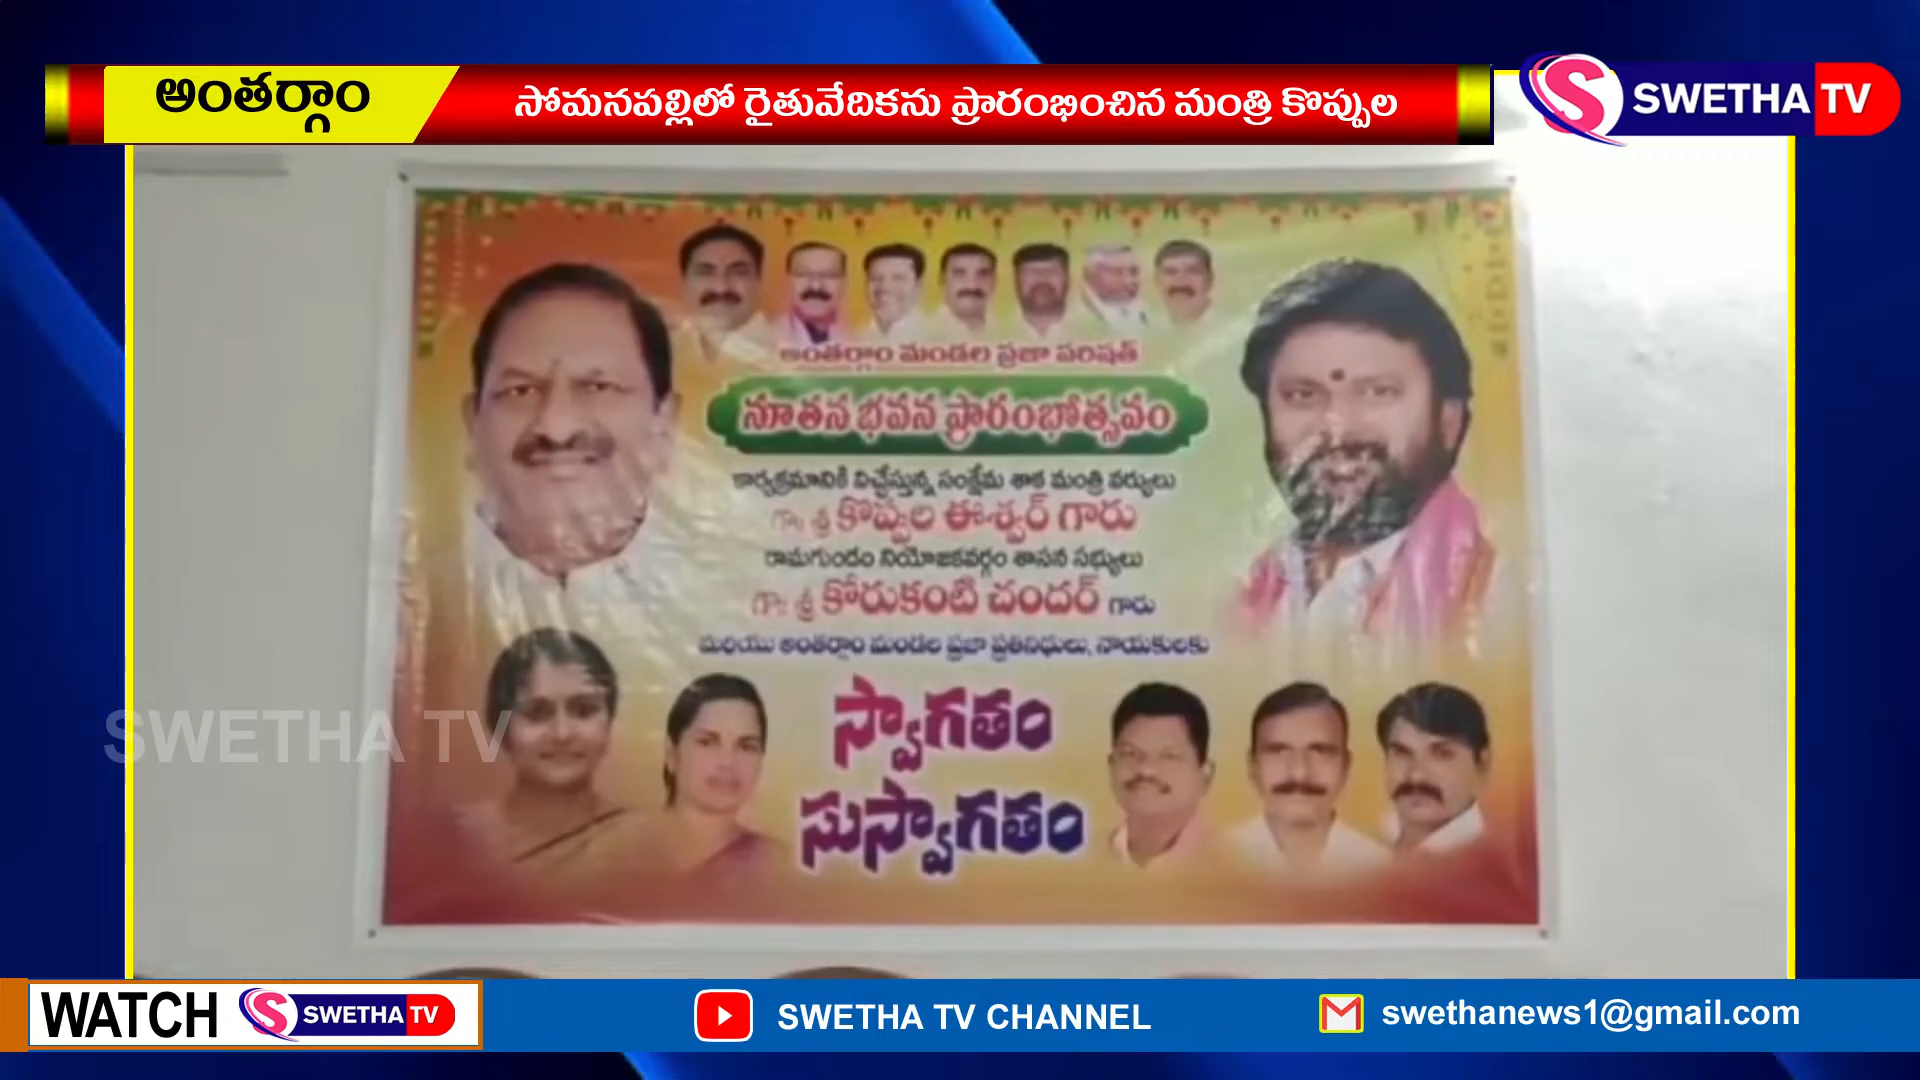 అంతర్గాం
సోమనపల్లిలో రైతువేదికను ప్రారంభించిన మంత్రి కొప్పుల
S SWETHA TV
అంతర్గాం మండల ప్రజా పరిషత్
నూతన భవన ప్రారంభోత్సవం
కార్యక్రమానికి విచ్చేస్తున్న సంక్షేమ శాక మంత్రి వర్యులు
గౌ శ్రీ కొప్పుల ఈశ్వర్ గారు
రామగుండం నియోజకవర్గం శాసన సభ్యులు
గౌ శ్రీ కోరుకంటి చందర్ గారు
మరియు అంతర్గాం మండల ప్రజా ప్రతినిధులు, నాయకులకు
స్వాగతం
సుస్వాగతం
SWETHA TV
WATCH S SWETHA TV
SWETHA TV CHANNEL
swethanews1@gmail.com